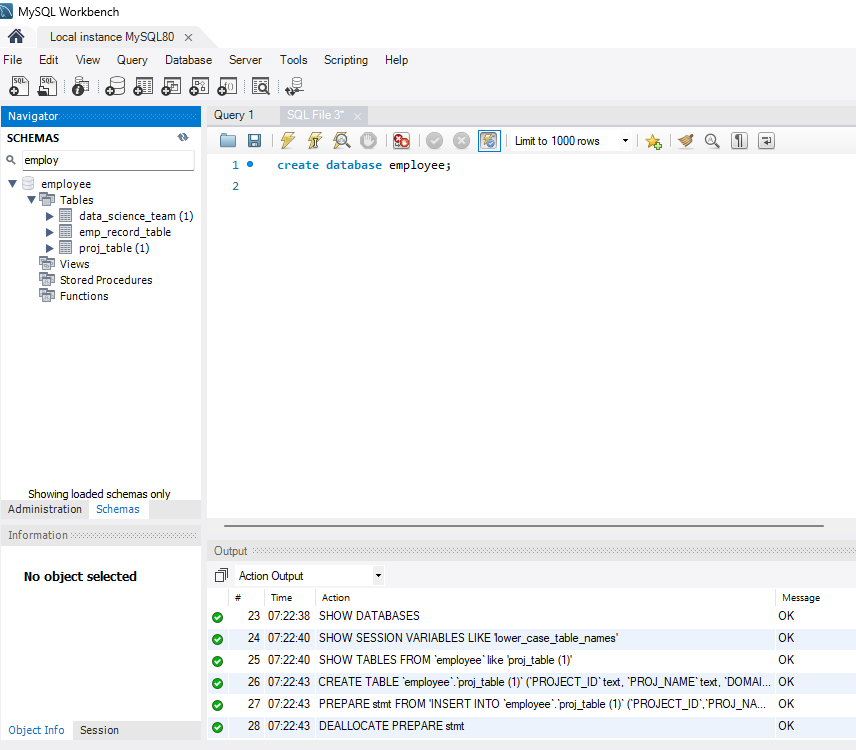 MySQL Workbench
Local instance MySQL80
File Edit View Query Database Server Tools Scripting Help
Navigator
SCHEMAS
employ
employee
Tables
data_science_team (1)
emp_record_table
proj_table (1)
Views
Stored Procedures
Functions
Showing loaded schemas only
Administration Schemas
Information
No object selected
Object Info Session
Query 1 SQL File 3*
Limit to 1000 rows
1 create database employee;
2
Output
Action Output
# Time Action Message
23 07:22:38 SHOW DATABASES OK
24 07:22:40 SHOW SESSION VARIABLES LIKE 'lower_case_table_names' OK
25 07:22:40 SHOW TABLES FROM `employee` like 'proj_table (1)' OK
26 07:22:43 CREATE TABLE `employee`.`proj_table (1)` (`PROJECT_ID` text, `PROJ_NAME` text, `DOMAI... OK
27 07:22:43 PREPARE stmt FROM 'INSERT INTO `employee`.`proj_table (1)` (`PROJECT_ID`,`PROJ_NA... OK
28 07:22:43 DEALLOCATE PREPARE stmt OK